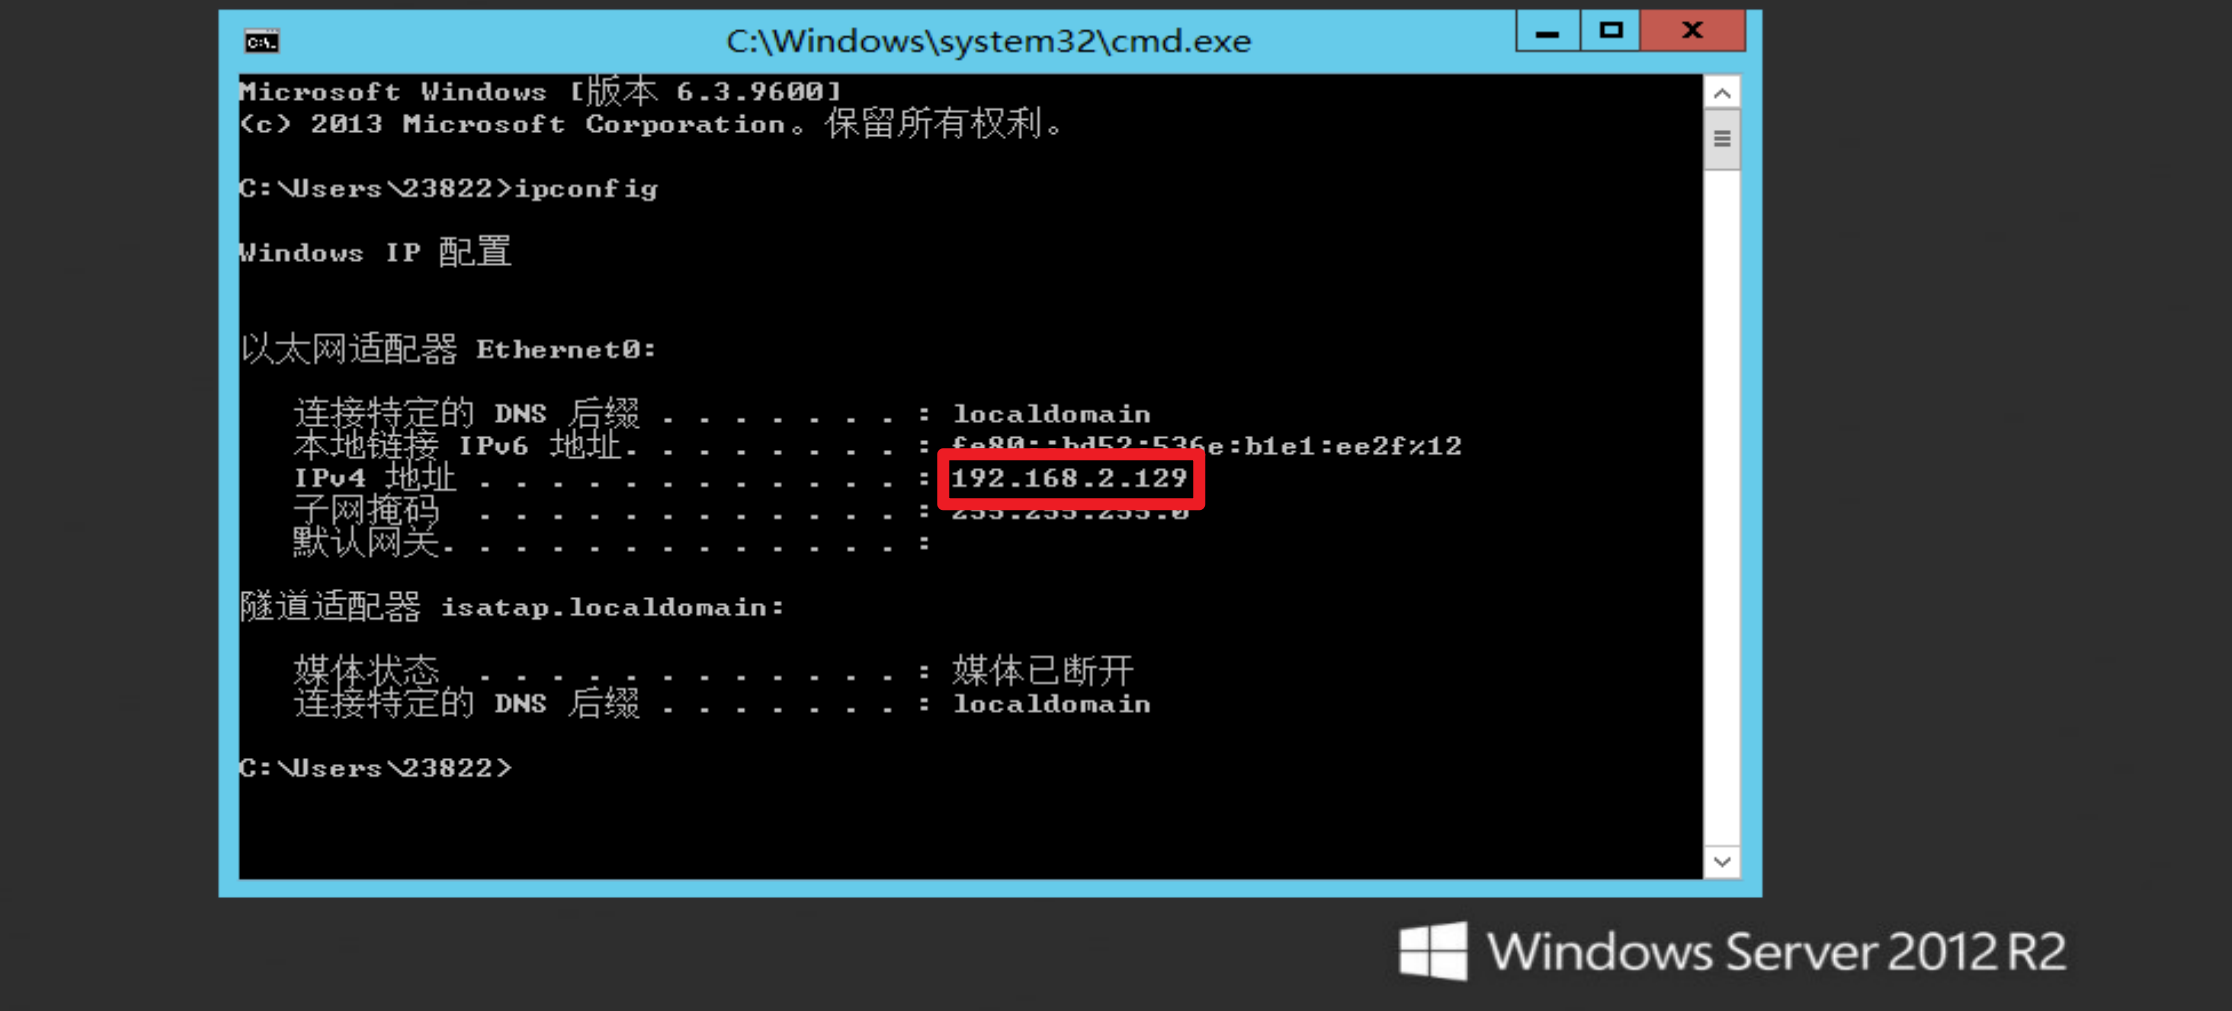 C:\Windows\system32\cmd.exe
Microsoft Windows [版本 6.3.9600]
(c) 2013 Microsoft Corporation。保留所有权利。
C:\Users\23822>ipconfig
Windows IP 配置
以太网适配器 Ethernet0:
连接特定的 DNS 后缀 . . . . . . . : localdomain
本地链接 IPv6 地址. . . . . . . . : fe80::bd52:536e:b1e1:ee2f%12
IPv4 地址 . . . . . . . . . . . . : 192.168.2.129
子网掩码  . . . . . . . . . . . . : 255.255.255.0
默认网关. . . . . . . . . . . . . :
隧道适配器 isatap.localdomain:
媒体状态  . . . . . . . . . . . . : 媒体已断开
连接特定的 DNS 后缀 . . . . . . . : localdomain
C:\Users\23822>
Windows Server 2012 R2